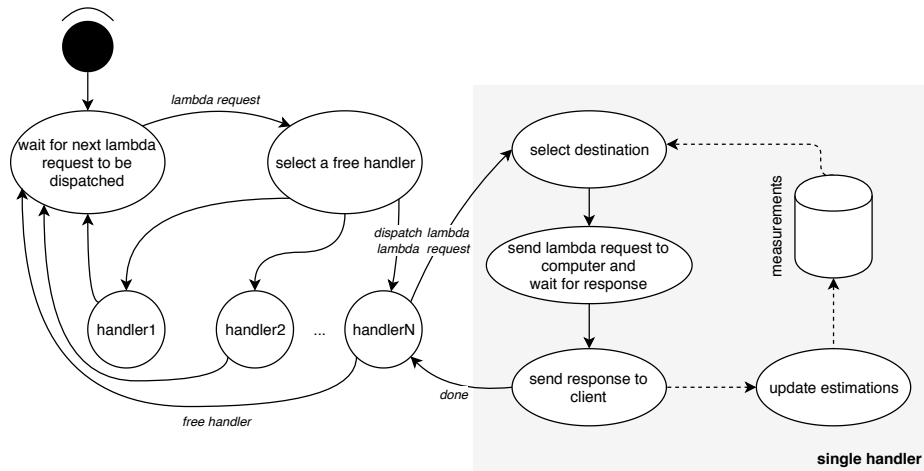 lambda request
wait for next lambda
request to be
dispatched
select a free handler
select destination
dispatch
lambda
lambda
request
measurements
send lambda request to
computer and
wait for response
handler1
handler2
...
handlerN
send response to
client
update estimations
done
free handler
single handler